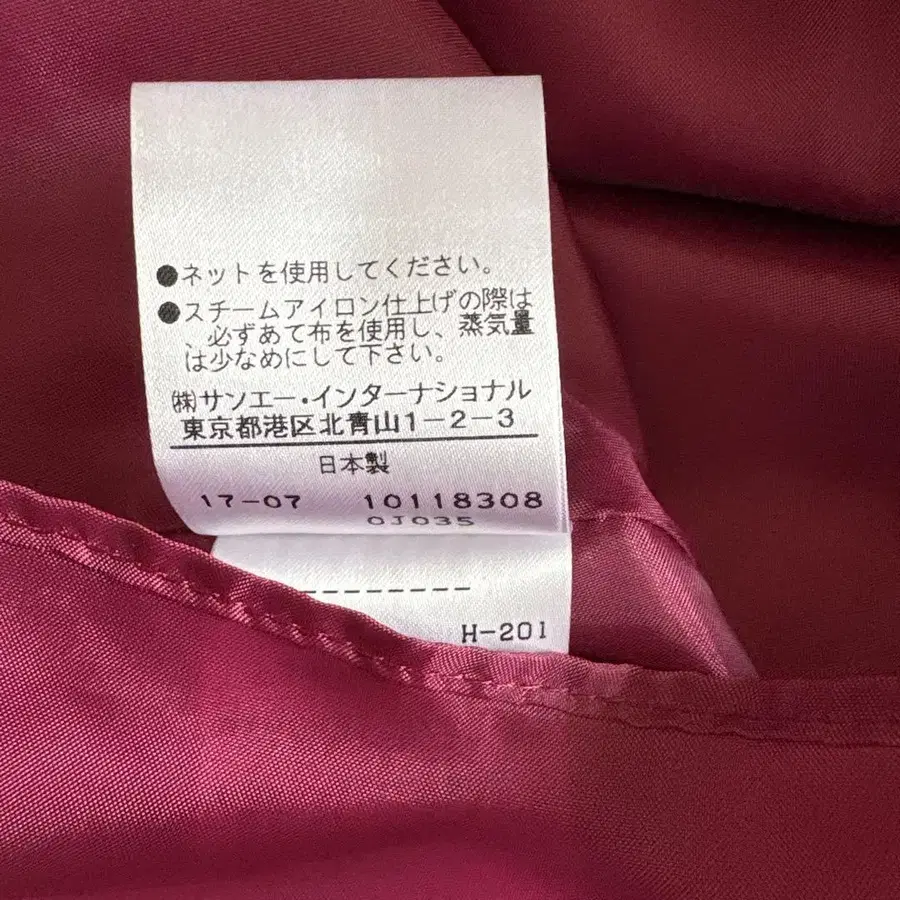 ●ネットを使用してください。
●スチームアイロン仕上げの際は
、必ずあて布を使用し、蒸気量
は少なめにして下さい。
㈱サンエー・インターナショナル
東京都港区北青山1-2-3
日本製
17-07 10118308
0J035
---------
H-201